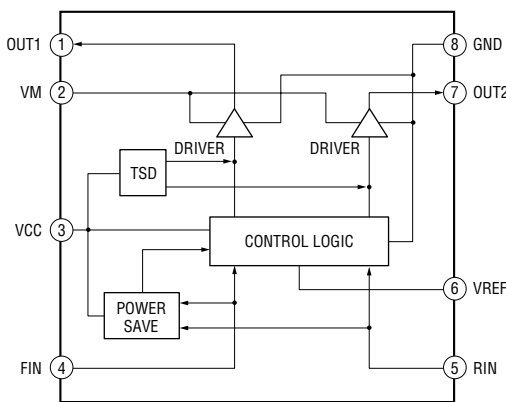 OUT1
1
8
GND
VM
2
7
OUT2
DRIVER
DRIVER
TSD
VCC
3
CONTROL LOGIC
6
VREF
POWER
SAVE
FIN
4
5
RIN